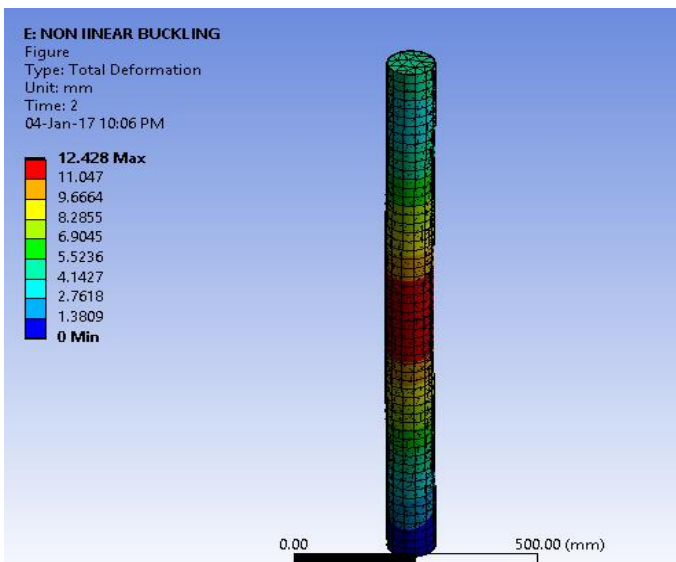 E: NON IINEAR BUCKLING
Figure
Type: Total Deformation
Unit: mm
Time: 2
04-Jan-17 10:06 PM
12.428 Max
11.047
9.6664
8.2855
6.9045
5.5236
4.1427
2.7618
1.3809
0 Min
0.00
500.00 (mm)